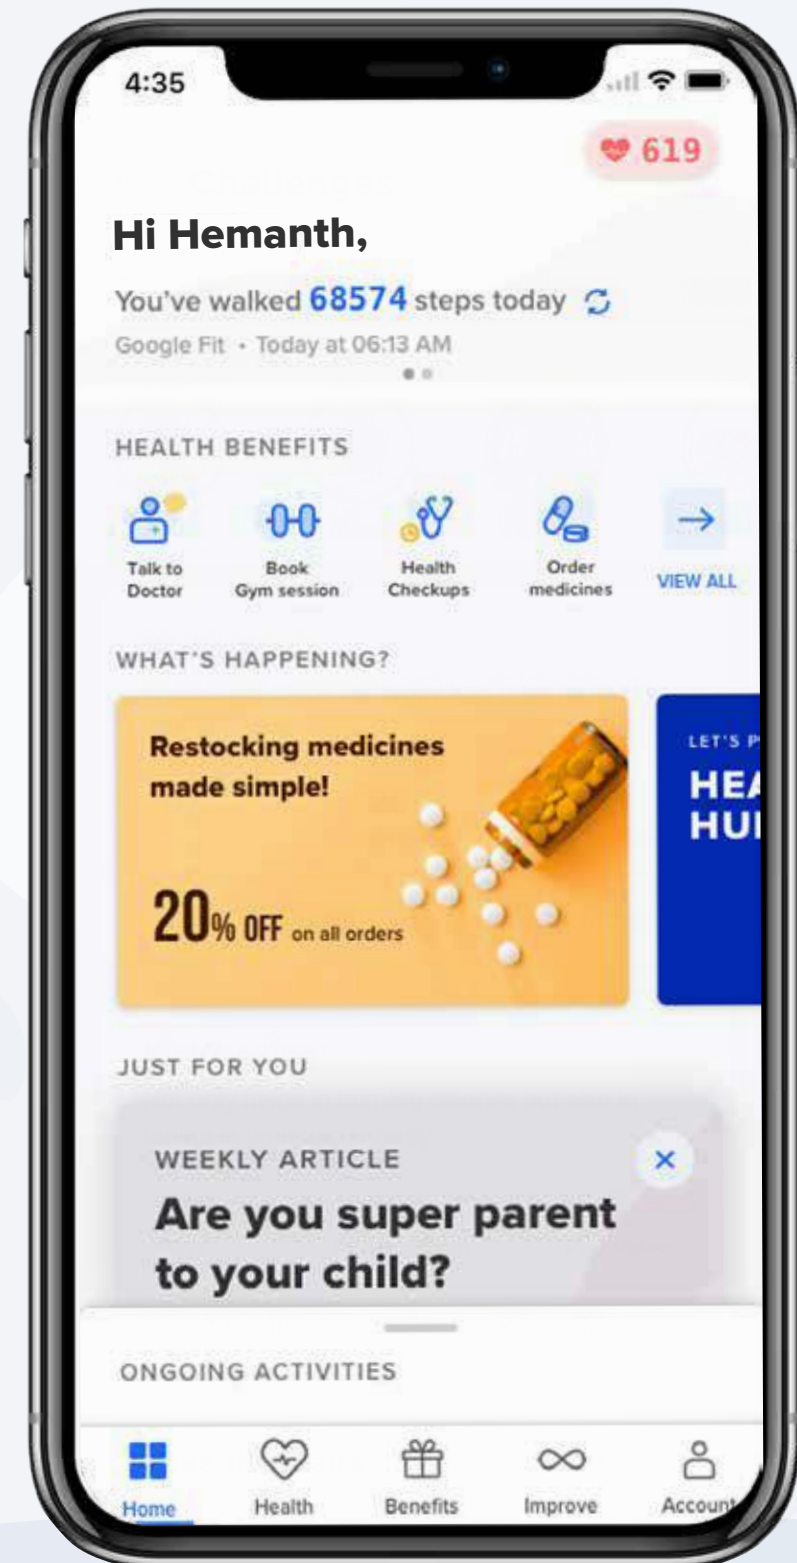 4:35
619
Hi Hemanth,
You've walked 68574 steps today
Google Fit • Today at 06:13 AM
HEALTH BENEFITS
Talk to
Doctor
Book
Gym session
Health
Checkups
Order
medicines
VIEW ALL
WHAT'S HAPPENING?
Restocking medicines
made simple!
20% OFF on all orders
LET'S
JUST FOR YOU
WEEKLY ARTICLE
Are you super parent
to your child?
ONGOING ACTIVITIES
Home
Health
Benefits
Improve
Account